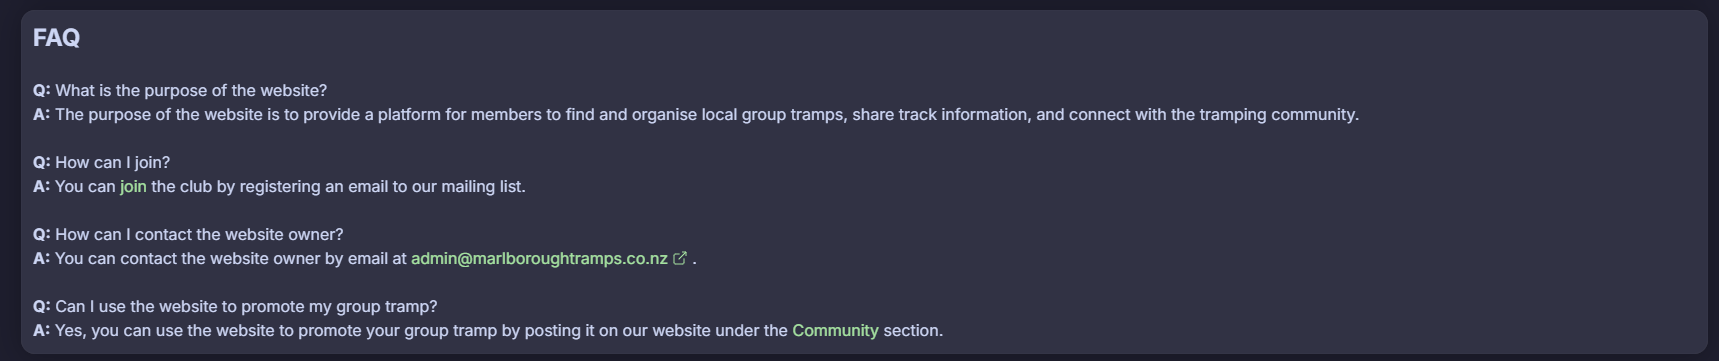 FAQ
Q: What is the purpose of the website?
A: The purpose of the website is to provide a platform for members to find and organise local group tramps, share track information, and connect with the tramping community.
Q: How can I join?
A: You can join the club by registering an email to our mailing list.
Q: How can I contact the website owner?
A: You can contact the website owner by email at admin@marlboroughtramps.co.nz .
Q: Can I use the website to promote my group tramp?
A: Yes, you can use the website to promote your group tramp by posting it on our website under the Community section.